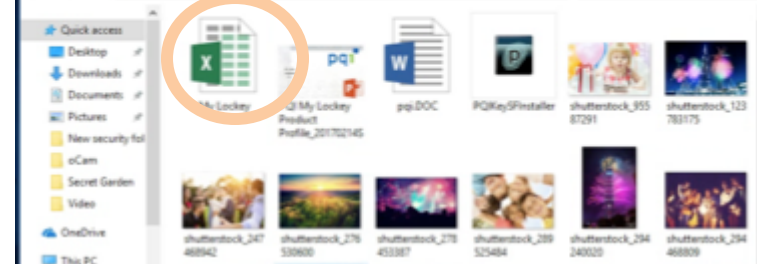 Quick access
Desktop
Downloads
Documents
Pictures
New security fol
oCam
Secret Garden
Video
OneDrive
This PC
X
My Lockey
pqi
P
PQI My Lockey
Product
Profile_20170214S
W
pqi.DOC
P
PQIKeySFInstaller
shutterstock_955
87291
shutterstock_123
783175
shutterstock_247
468942
shutterstock_276
530600
shutterstock_278
453387
shutterstock_289
525484
shutterstock_294
240020
shutterstock_294
468809